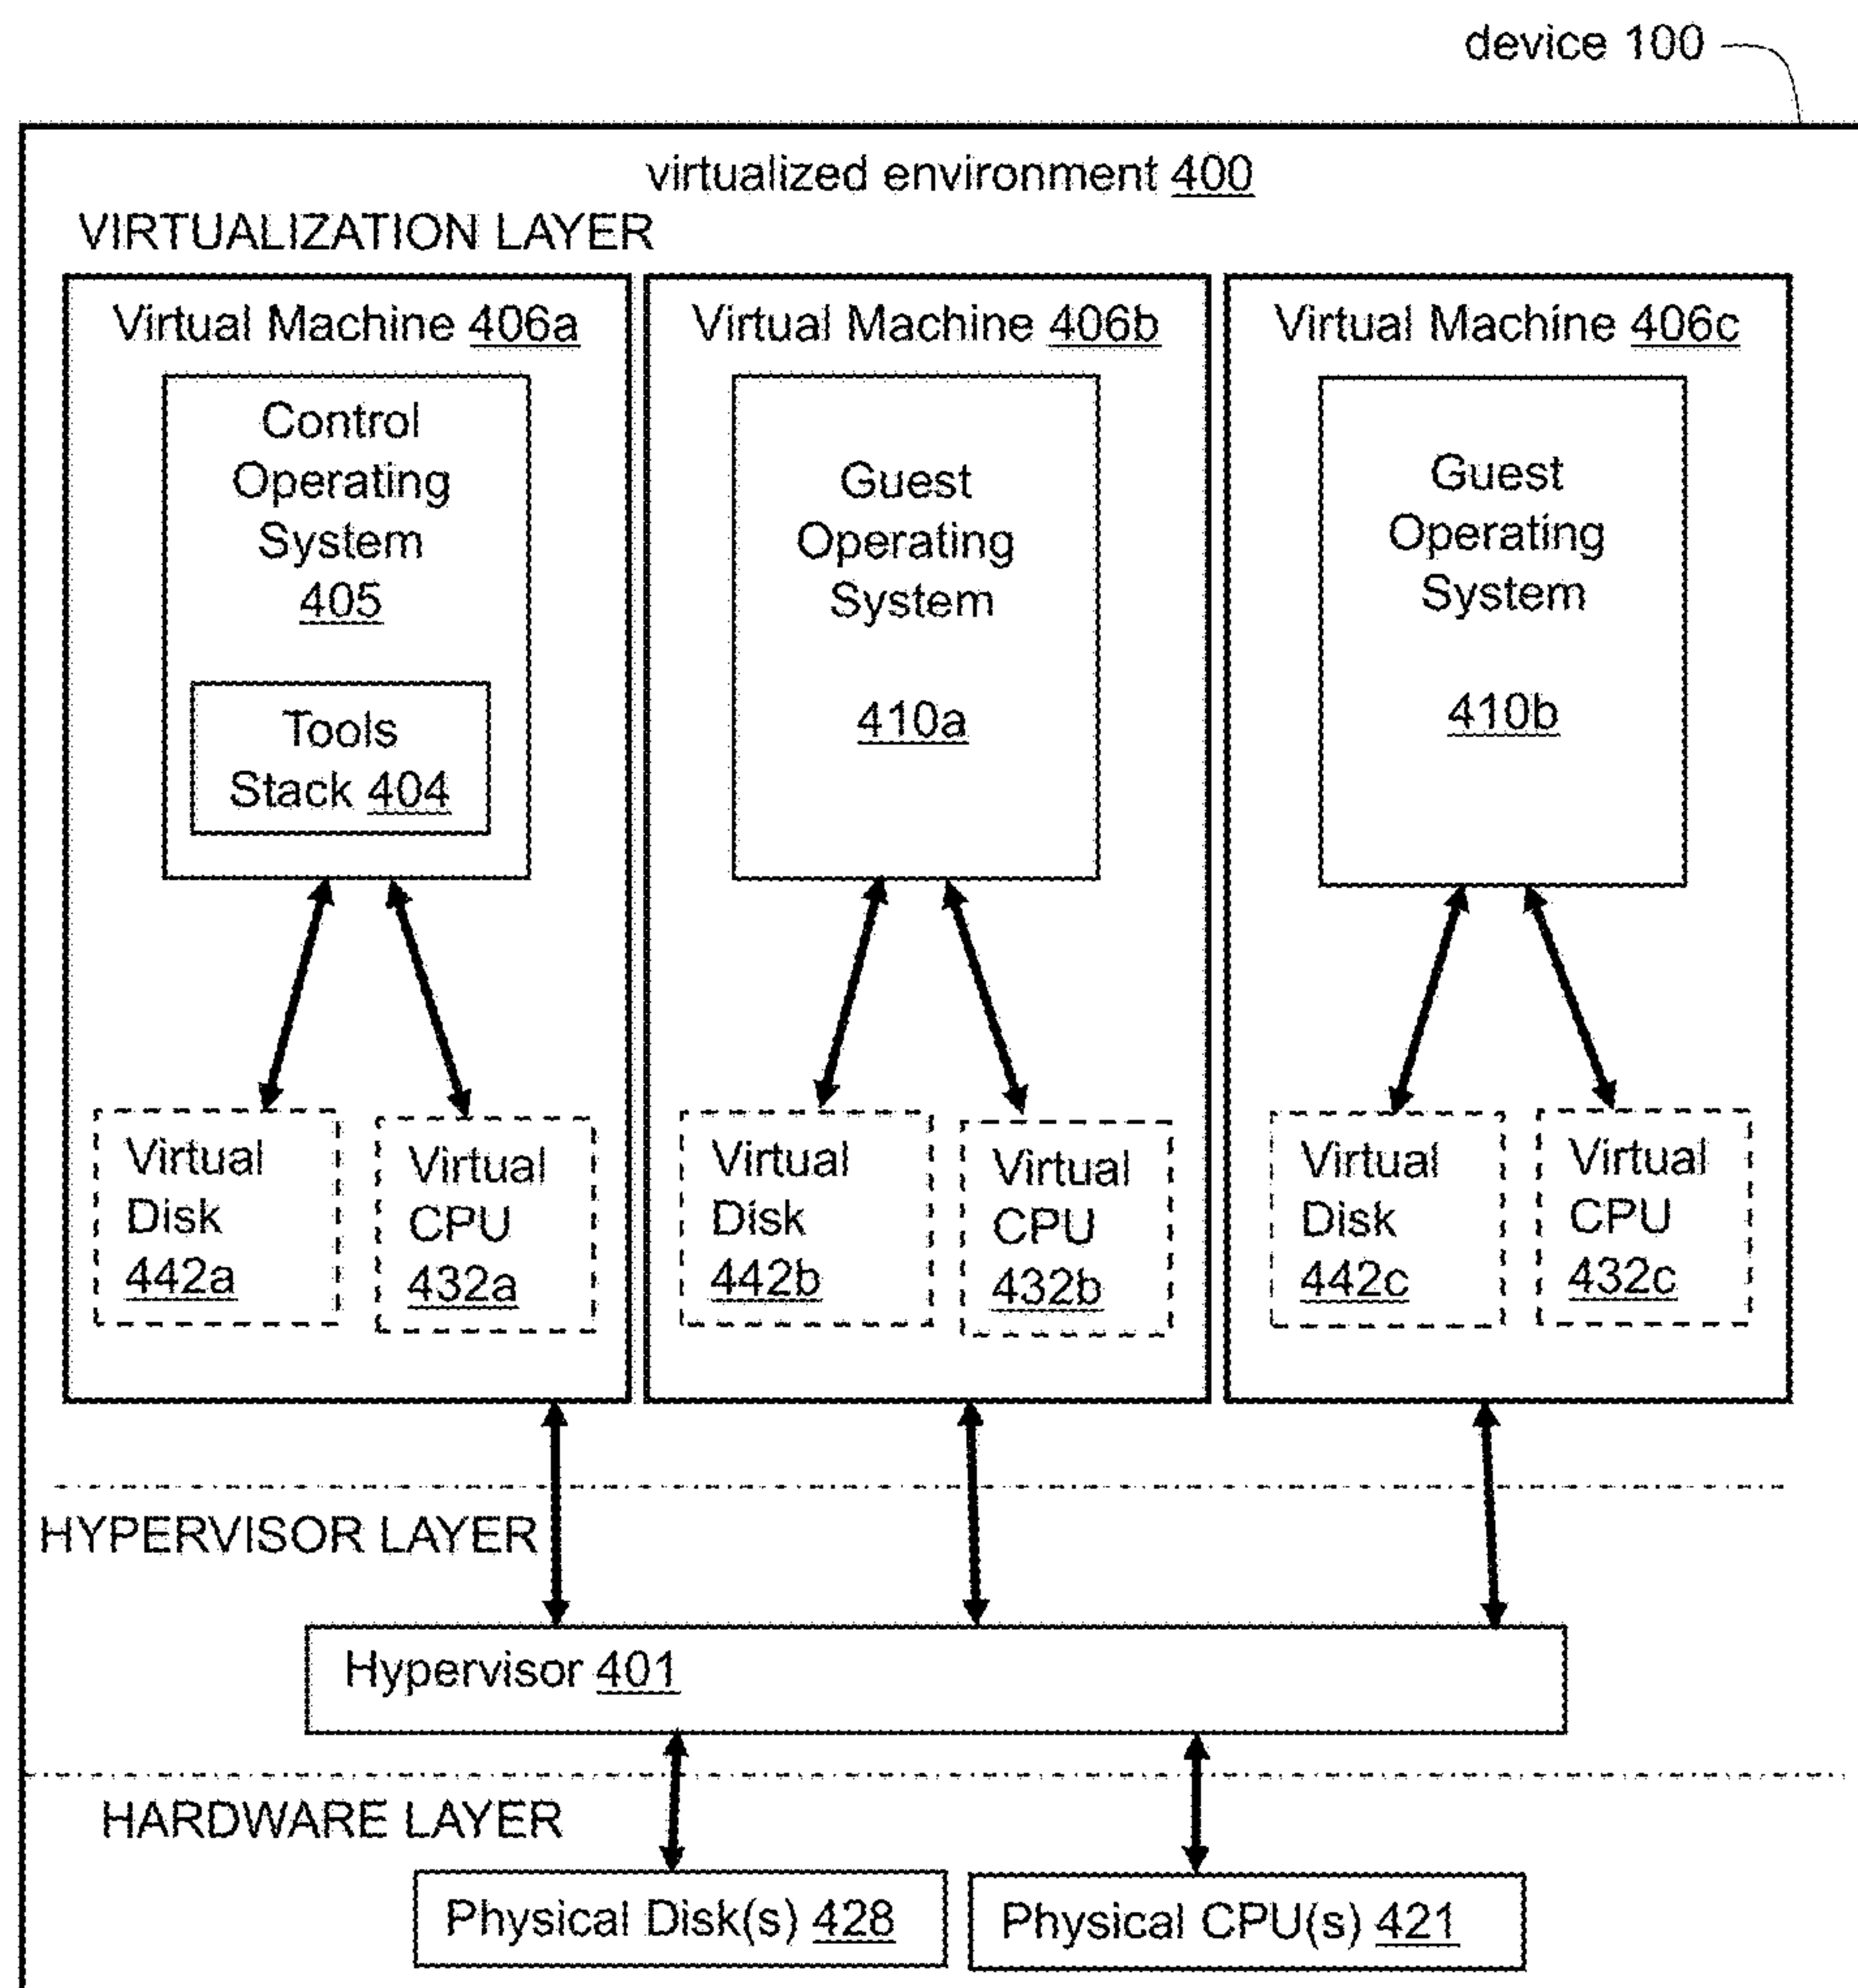 device 100
virtualized environment 400
VIRTUALIZATION LAYER
Virtual Machine 406a
Control
Operating
System
405
Tools
Stack 404
Virtual
Disk
442a
Virtual
CPU
432a
Virtual Machine 406b
Guest
Operating
System
410a
Virtual
Disk
442b
Virtual
CPU
432b
Virtual Machine 406c
Guest
Operating
System
410b
Virtual
Disk
442c
Virtual
CPU
432c
HYPERVISOR LAYER
Hypervisor 401
HARDWARE LAYER
Physical Disk(s) 428
Physical CPU(s) 421